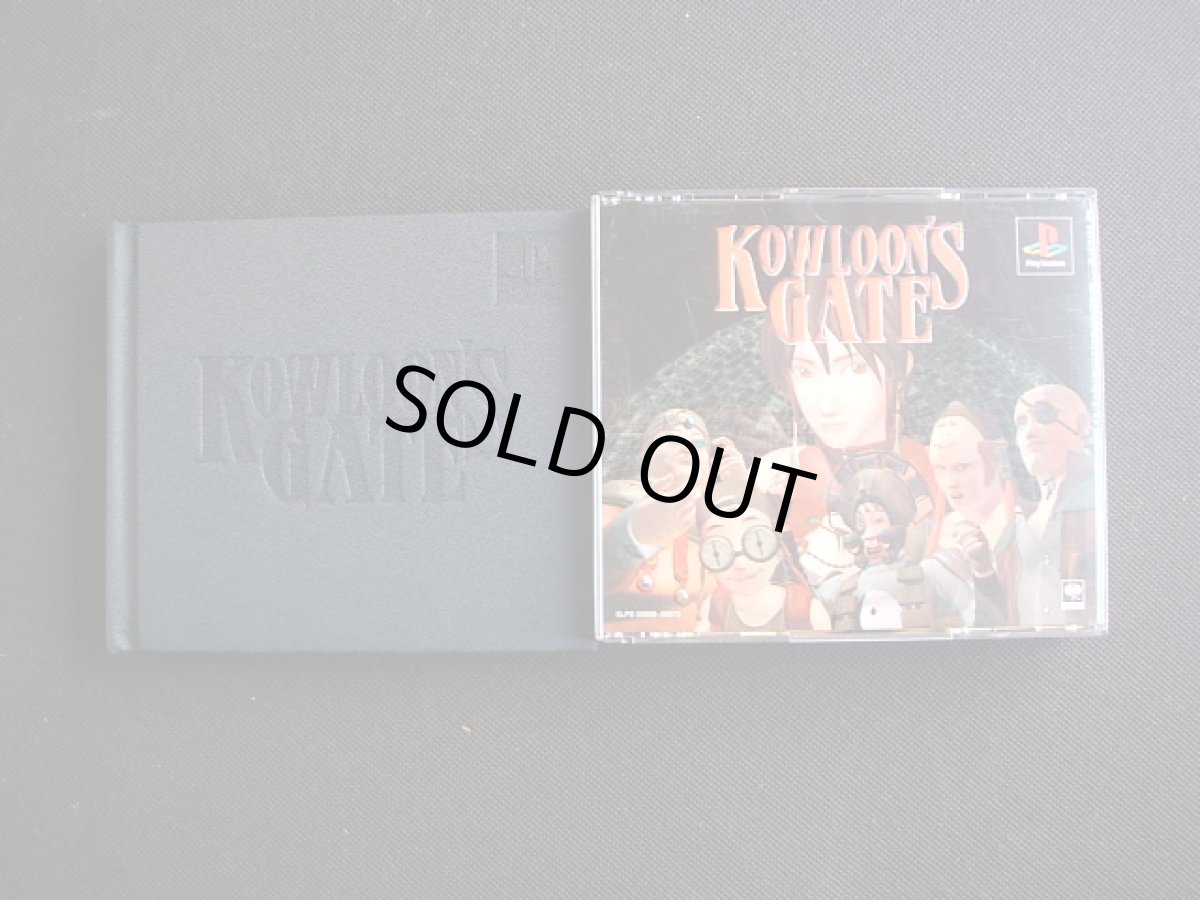 KOWLOON'S
GATE
.P.
KOWLOON'S
GATE
PlayStation
SOLD OUT